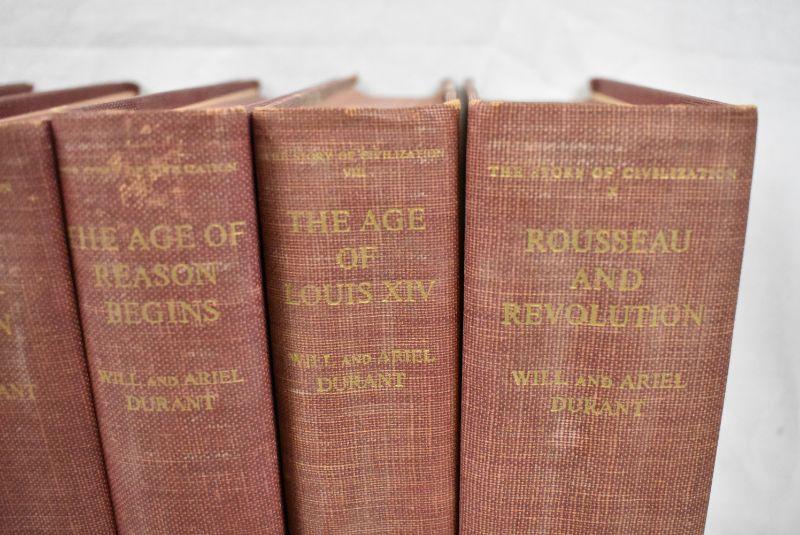 N
DURANT
THE STORY OF CIVILIZATION
THE AGE OF
REASON
BEGINS
WILL AND ARIEL
DURANT
THE STORY OF CIVILIZATION
VIII
THE AGE
OF
LOUIS XIV
WILL AND ARIEL
DURANT
THE STORY OF CIVILIZATION
X
ROUSSEAU
AND
REVOLUTION
WILL AND ARIEL
DURANT